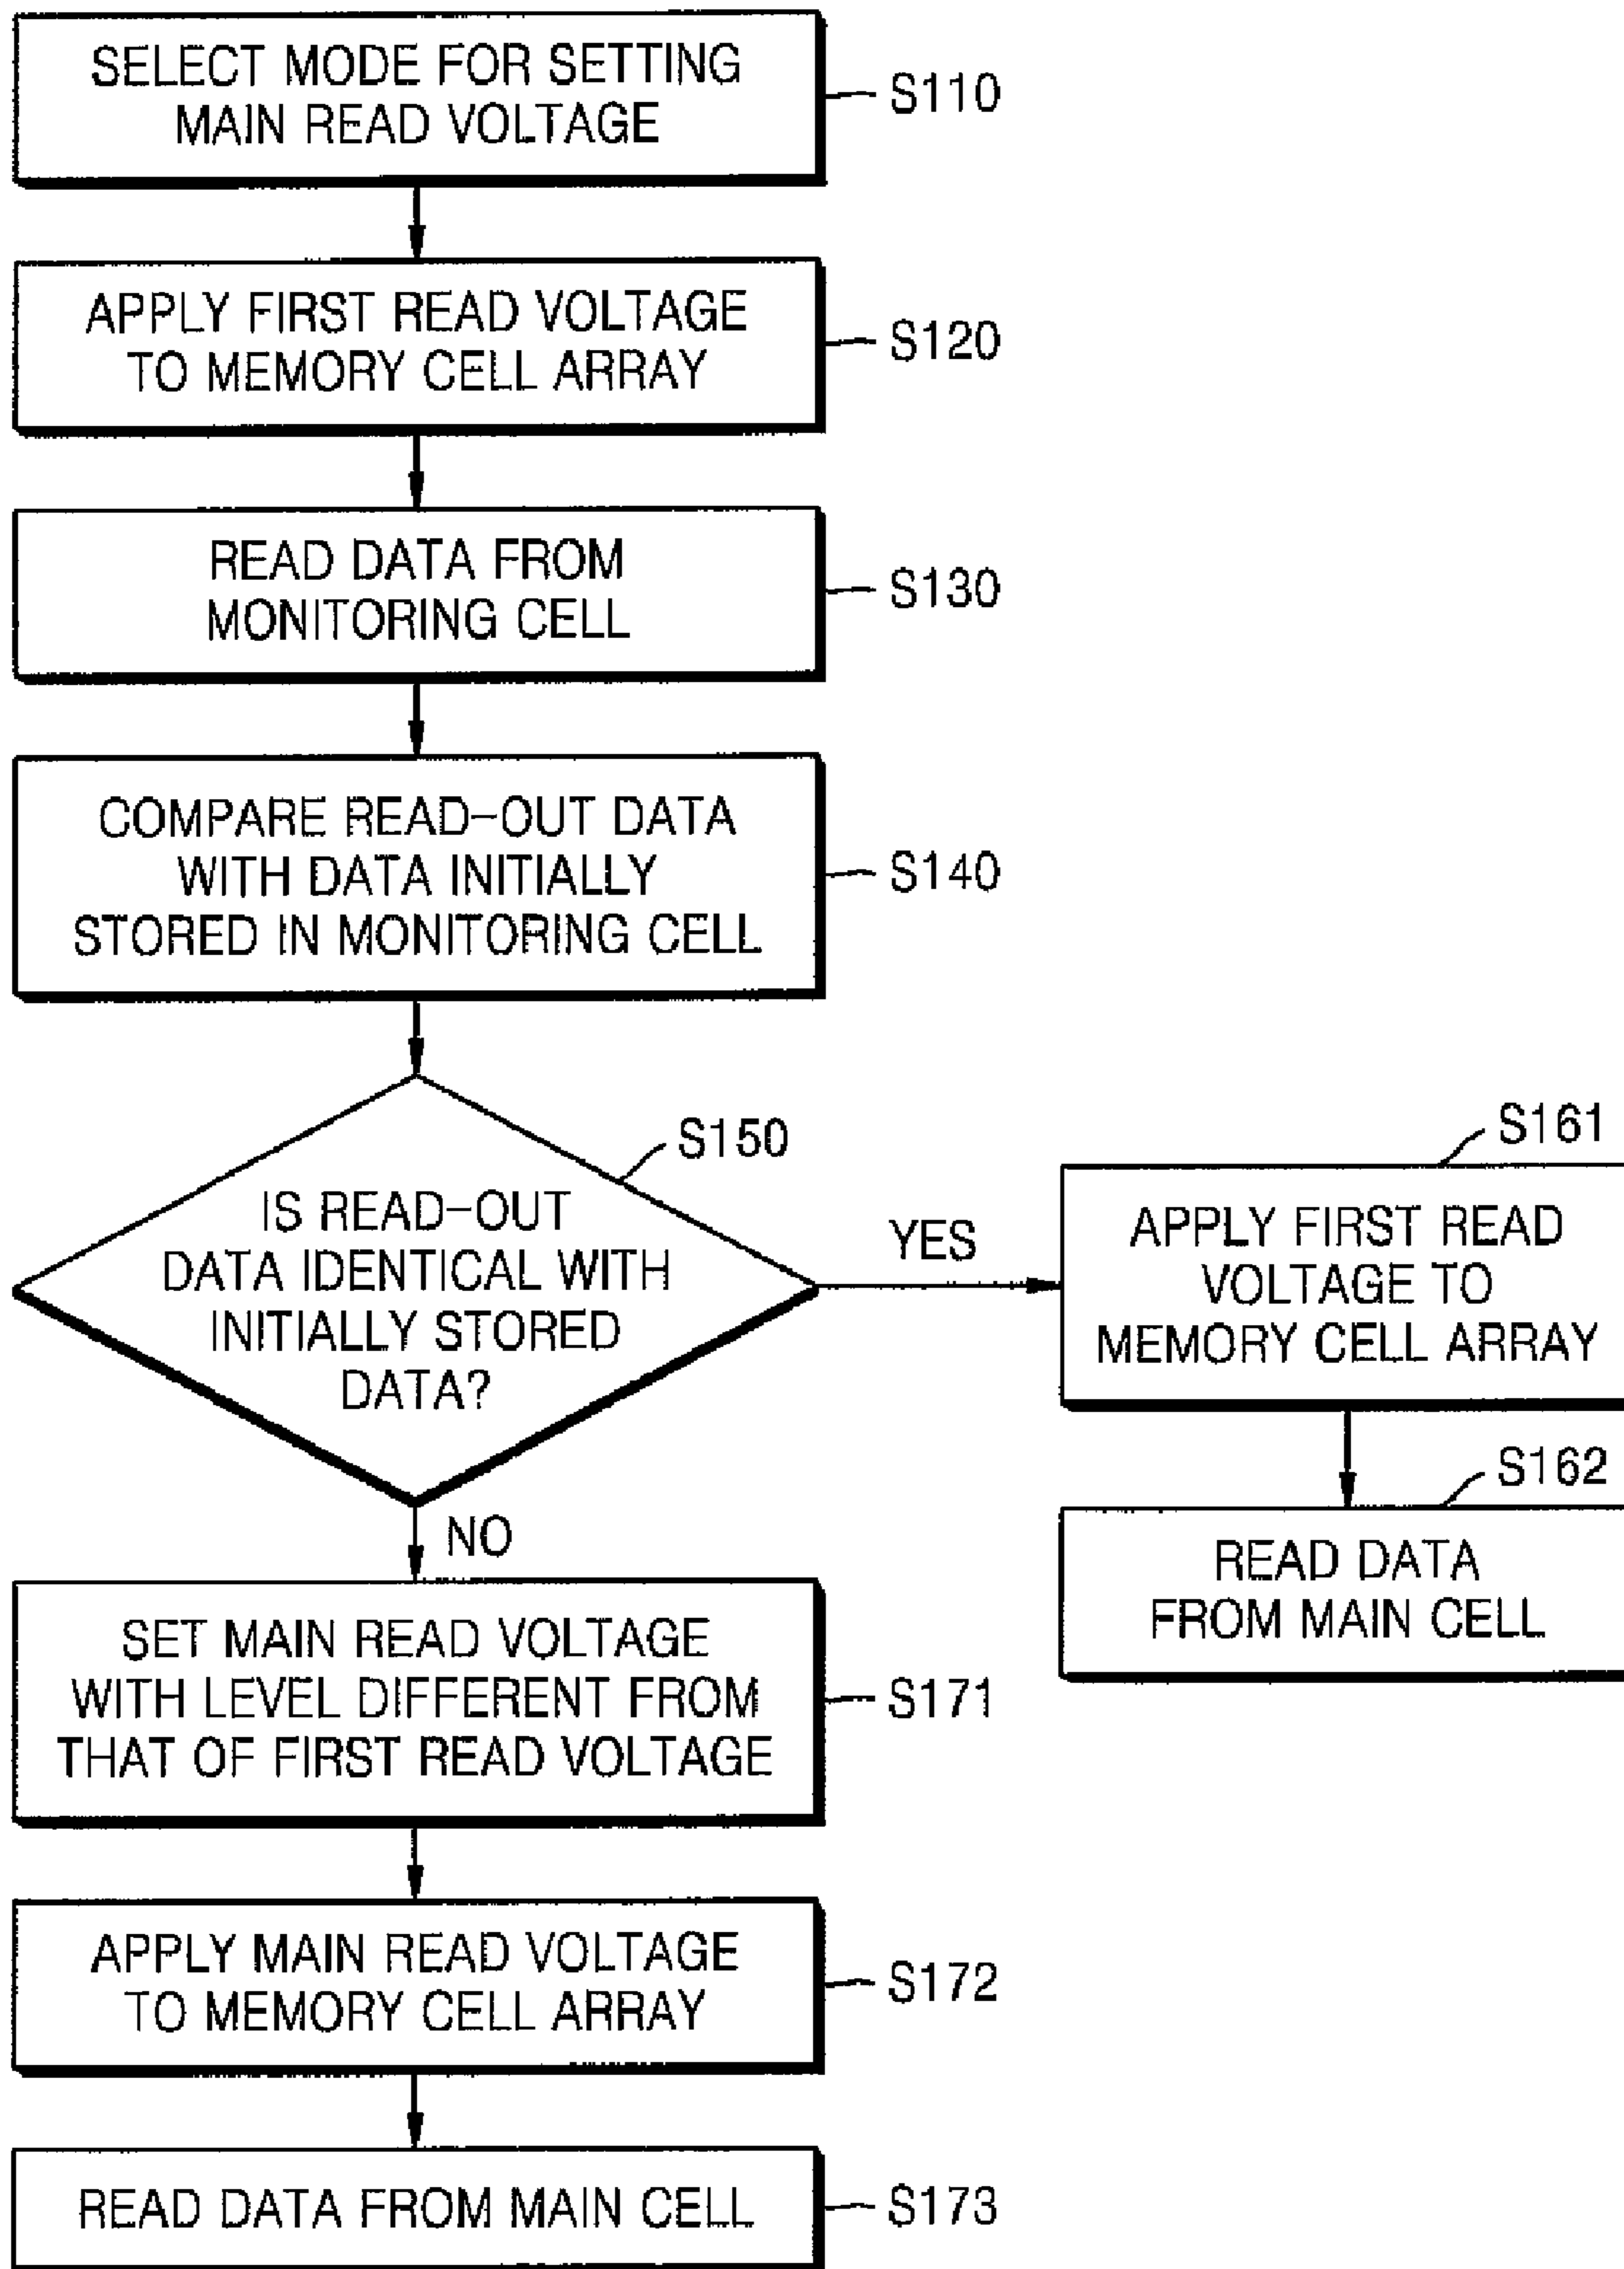 SELECT MODE FOR SETTING
MAIN READ VOLTAGE
S110
APPLY FIRST READ VOLTAGE
TO MEMORY CELL ARRAY
S120
READ DATA FROM
MONITORING CELL
S130
COMPARE READ-OUT DATA
WITH DATA INITIALLY
STORED IN MONITORING CELL
S140
S150
IS READ-OUT
DATA IDENTICAL WITH
INITIALLY STORED
DATA?
YES
S161
APPLY FIRST READ
VOLTAGE TO
MEMORY CELL ARRAY
S162
READ DATA
FROM MAIN CELL
NO
SET MAIN READ VOLTAGE
WITH LEVEL DIFFERENT FROM
THAT OF FIRST READ VOLTAGE
S171
APPLY MAIN READ VOLTAGE
TO MEMORY CELL ARRAY
S172
READ DATA FROM MAIN CELL
S173